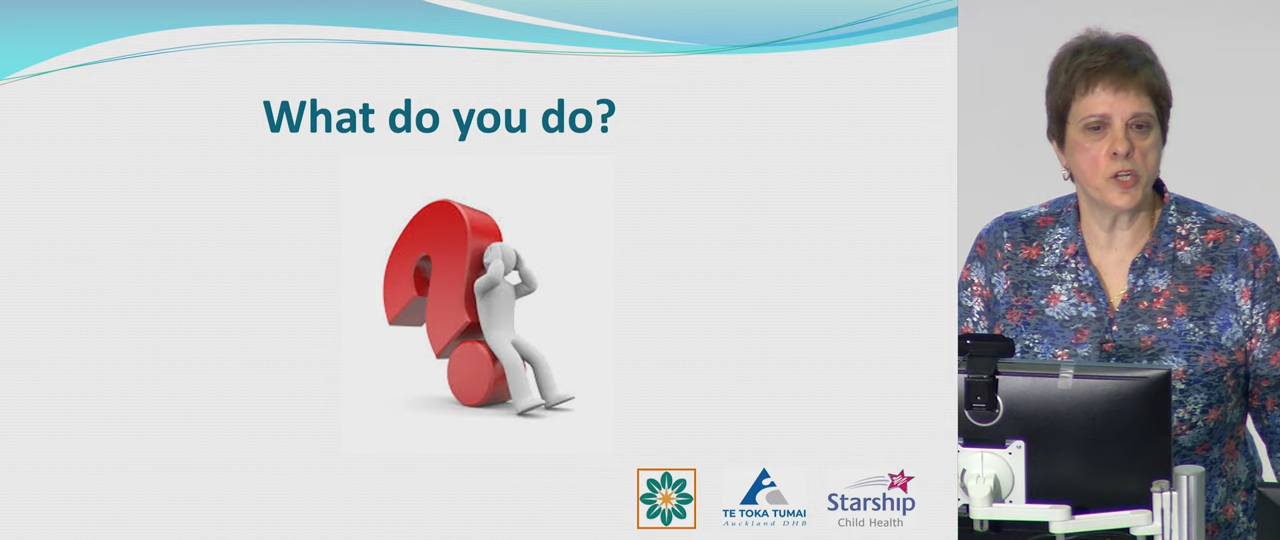 What do you do?
TE TOKA TUMAI
Auckland DHB
Starship
Child Health